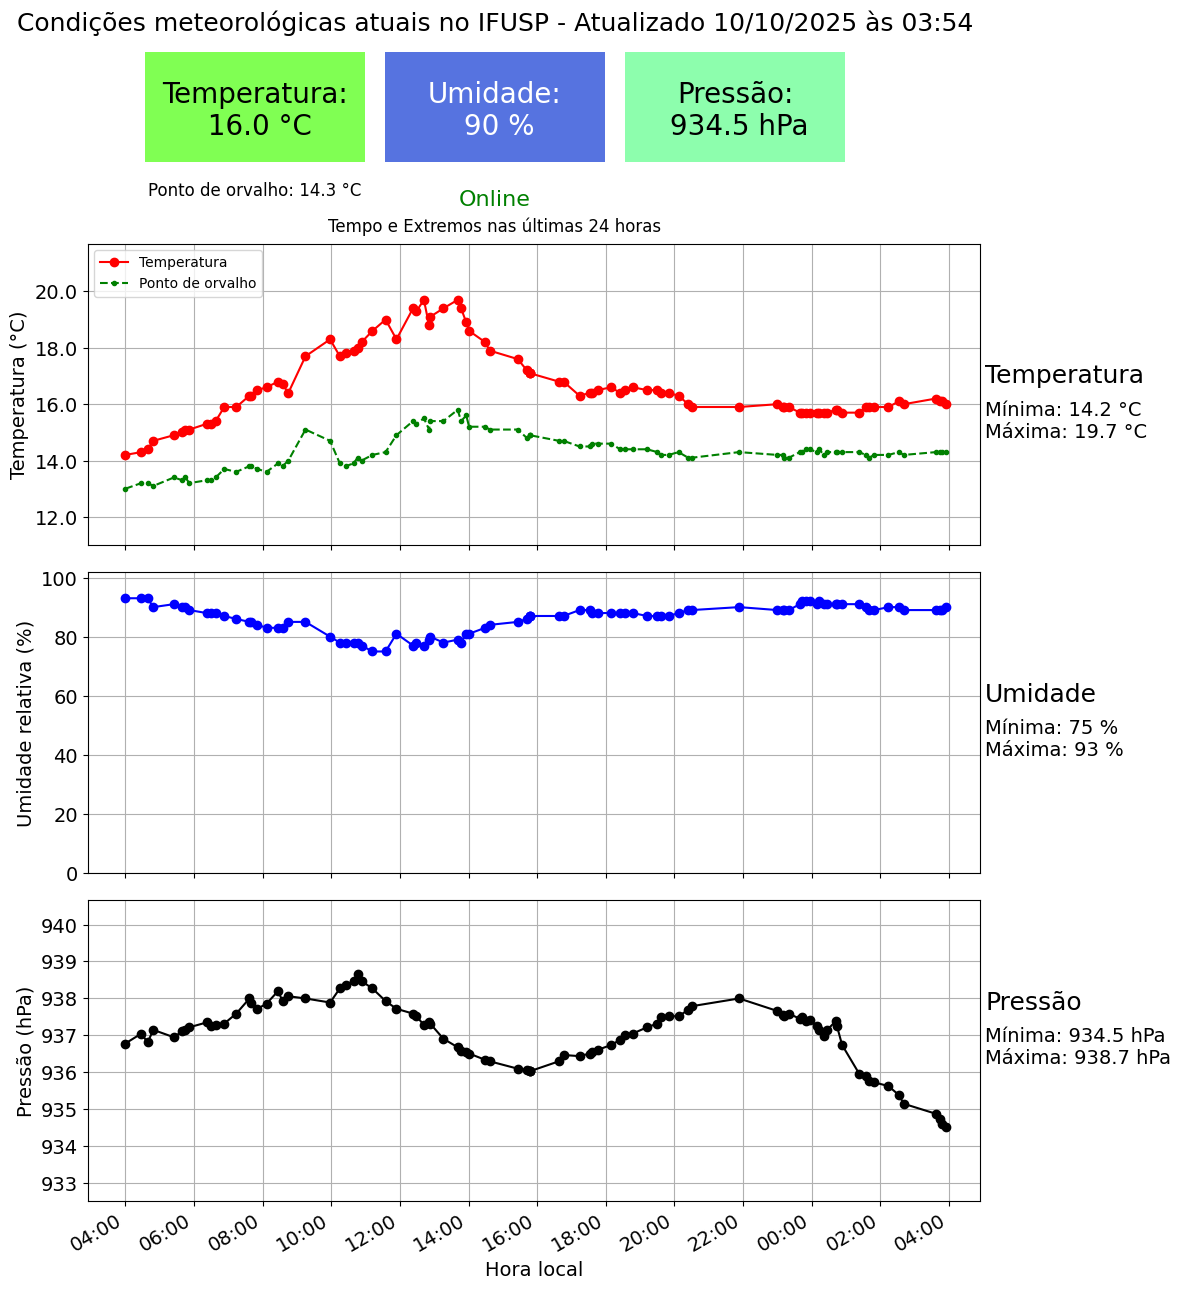 Condições meteorológicas atuais no IFUSP - Atualizado 10/10/2025 às 03:54
Temperatura:
16.0 °C
Umidade:
90 %
Pressão:
934.5 hPa
Ponto de orvalho: 14.3 °C
Online
Tempo e Extremos nas últimas 24 horas
Temperatura
Ponto de orvalho
Temperatura (°C)
20.0
18.0
16.0
14.0
12.0
Temperatura
Mínima: 14.2 °C
Máxima: 19.7 °C
Umidade relativa (%)
100
80
60
40
20
0
Umidade
Mínima: 75 %
Máxima: 93 %
Pressão (hPa)
940
939
938
937
936
935
934
933
Pressão
Mínima: 934.5 hPa
Máxima: 938.7 hPa
04:00 06:00 08:00 10:00 12:00 14:00 16:00 18:00 20:00 22:00 00:00 02:00 04:00
Hora local